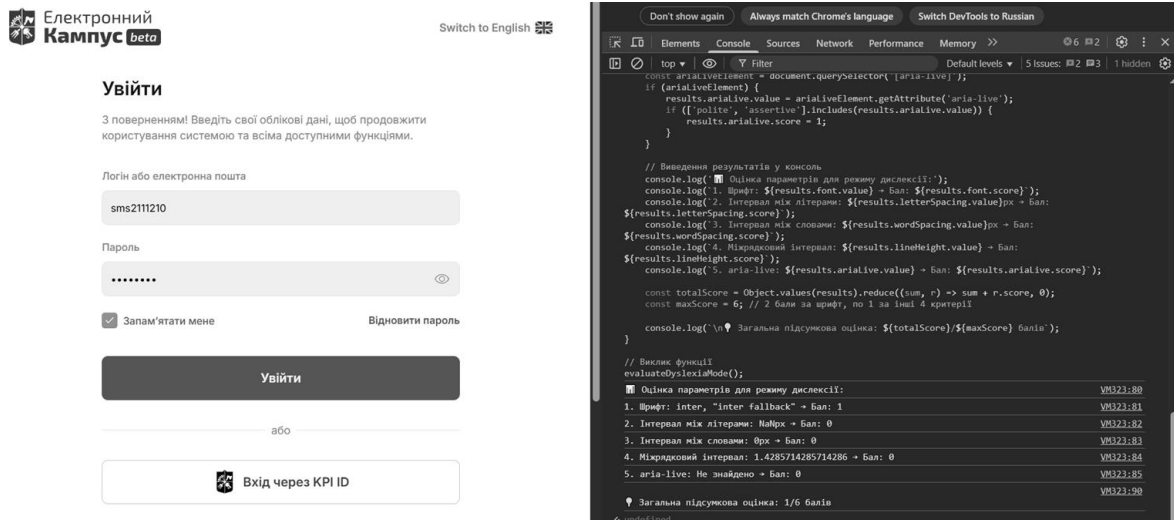 Електронний
Кампус beta
Switch to English
Увійти
З поверненням! Введіть свої облікові дані, щоб продовжити
користування системою та всіма доступними функціями.
Логін або електронна пошта
sms2111210
Пароль
••••••••
Запам'ятати мене
Відновити пароль
Увійти
або
Вхід через KPI ID
Don't show again
Always match Chrome's language
Switch DevTools to Russian
Elements Console Sources Network Performance Memory
6 2
top
Filter
Default levels
5 Issues: 2 3
1 hidden
const ariaLiveElement = document.querySelector('[aria-live]');
if (ariaLiveElement) {
results.ariaLive.value = ariaLiveElement.getAttribute('aria-live');
if (['polite', 'assertive'].includes(results.ariaLive.value)) {
results.ariaLive.score = 1;
}
}
// Виведення результатів у консоль
console.log('📊 Оцінка параметрів для режиму дислексії:');
console.log(`1. Шрифт: ${results.font.value} → Бал: ${results.font.score}`);
console.log(`2. Інтервал між літерами: ${results.letterSpacing.value}px → Бал:
${results.letterSpacing.score}`);
console.log(`3. Інтервал між словами: ${results.wordSpacing.value}px → Бал:
${results.wordSpacing.score}`);
console.log(`4. Міжрядковий інтервал: ${results.lineHeight.value} → Бал:
${results.lineHeight.score}`);
console.log(`5. aria-live: ${results.ariaLive.value} → Бал: ${results.ariaLive.score}`);
const totalScore = Object.values(results).reduce((sum, r) => sum + r.score, 0);
const maxScore = 6; // 2 бали за шрифт, по 1 за інші 4 критерії
console.log(`\n Загальна підсумкова оцінка: ${totalScore}/${maxScore} балів`);
}
// Виклик функції
evaluateDyslexiaMode();
📊 Оцінка параметрів для режиму дислексії: VM323:80
1. Шрифт: inter, "inter fallback" → Бал: 1 VM323:81
2. Інтервал між літерами: NaNpx → Бал: 0 VM323:82
3. Інтервал між словами: 0px → Бал: 0 VM323:83
4. Міжрядковий інтервал: 1.4285714285714286 → Бал: 0 VM323:84
5. aria-live: Не знайдено → Бал: 0 VM323:85
VM323:90
Загальна підсумкова оцінка: 1/6 балів
undefined